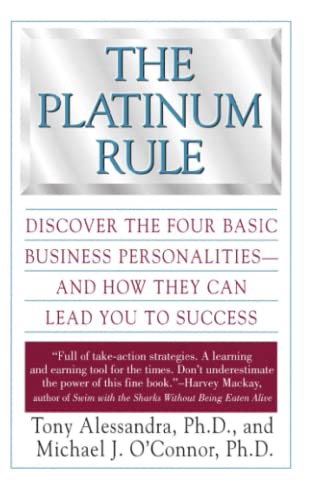 THE
PLATINUM
RULE
DISCOVER THE FOUR BASIC
BUSINESS PERSONALITIES—
AND HOW THEY CAN
LEAD YOU TO SUCCESS
"Full of take-action strategies. A learning
and earning tool for the times. Don't underestimate
the power of this fine book."–Harvey Mackay,
author of Swim with the Sharks Without Being Eaten Alive
Tony Alessandra, Ph.D., and
Michael J. O'Connor, Ph.D.